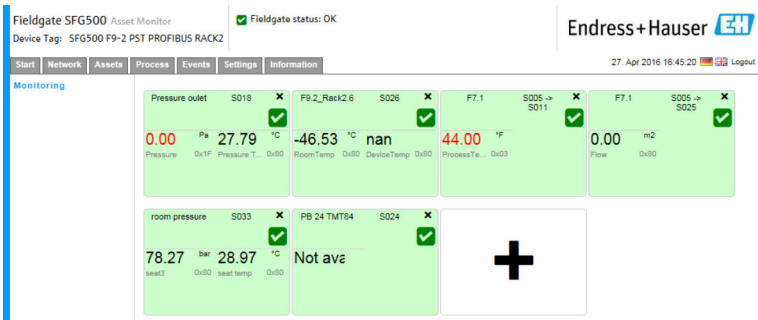 Fieldgate SFG500 Asset Monitor
Device Tag: SFG500 F9-2 PST PROFIBUS RACK2
Fieldgate status: OK
Endress+Hauser EH
Start Network Assets Process Events Settings Information
27. Apr 2016 16:45:20 Logout
Monitoring
Pressure oulet S018
0.00 Pa 27.79 °C
Pressure 0x1F Pressure T... 0x80
F9.2_Rack2.6 S026
-46.53 °C nan
RoomTemp 0x80 DeviceTemp 0x80
F7.1 S005 ->
S011
44.00 °F
ProcessTe... 0x03
F7.1 S005 ->
S025
0.00 m2
Flow 0x80
room pressure S033
78.27 bar 28.97 °C
seat3 0x80 seat temp 0x80
PB 24 TMT84 S024
Not ava